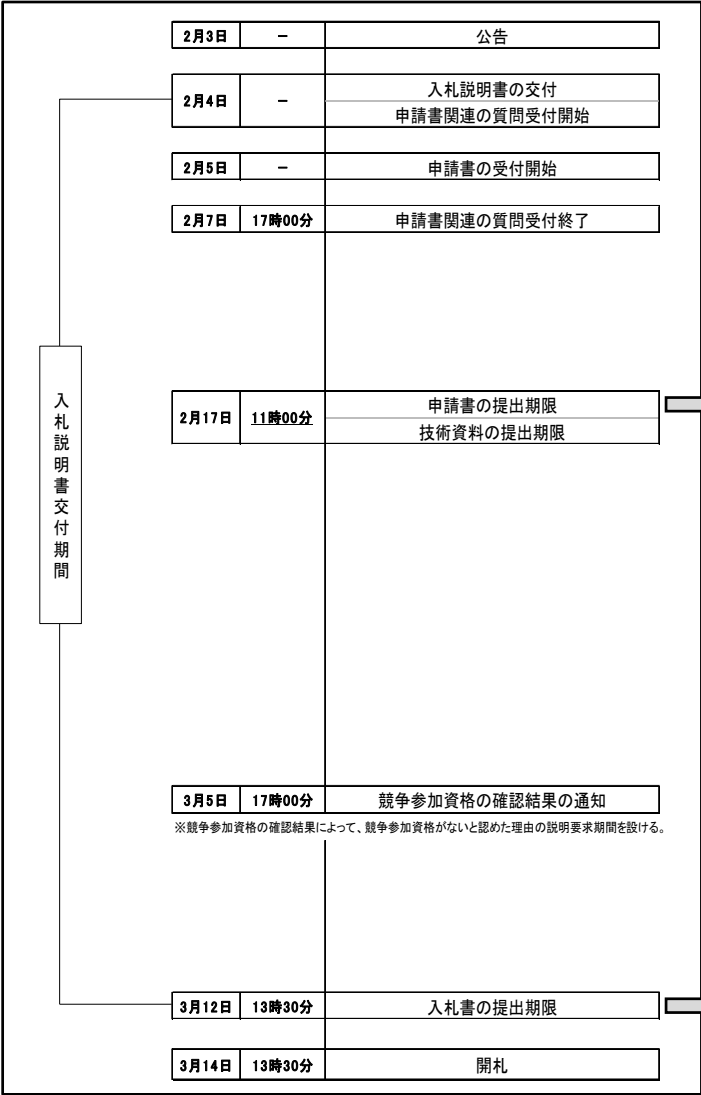 2月3日 － 公告
2月4日 － 入札説明書の交付
申請書関連の質問受付開始
2月5日 － 申請書の受付開始
2月7日 17時00分 申請書関連の質問受付終了
入札説明書交付期間
2月17日 11時00分 申請書の提出期限
技術資料の提出期限
3月5日 17時00分 競争参加資格の確認結果の通知
※競争参加資格の確認結果によって、競争参加資格がないと認めた理由の説明要求期間を設ける。
3月12日 13時30分 入札書の提出期限
3月14日 13時30分 開札